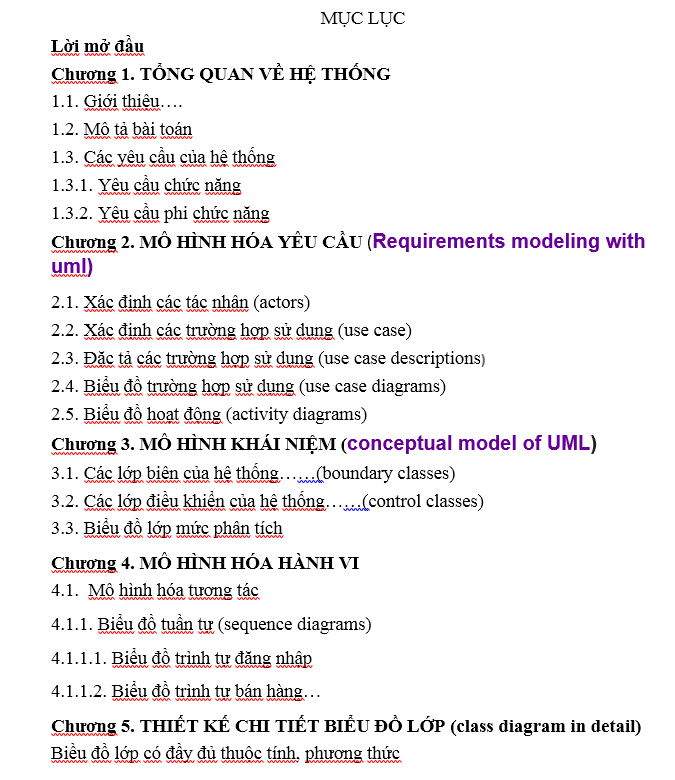 MỤC LỤC
Lời mở đầu
Chương 1. TỔNG QUAN VỀ HỆ THỐNG
1.1. Giới thiệu….
1.2. Mô tả bài toán
1.3. Các yêu cầu của hệ thống
1.3.1. Yêu cầu chức năng
1.3.2. Yêu cầu phi chức năng
Chương 2. MÔ HÌNH HÓA YÊU CẦU (Requirements modeling with
uml)
2.1. Xác định các tác nhân (actors)
2.2. Xác định các trường hợp sử dụng (use case)
2.3. Đặc tả các trường hợp sử dụng (use case descriptions)
2.4. Biểu đồ trường hợp sử dụng (use case diagrams)
2.5. Biểu đồ hoạt động (activity diagrams)
Chương 3. MÔ HÌNH KHÁI NIỆM (conceptual model of UML)
3.1. Các lớp biên của hệ thống……(boundary classes)
3.2. Các lớp điều khiển của hệ thống……(control classes)
3.3. Biểu đồ lớp mức phân tích
Chương 4. MÔ HÌNH HÓA HÀNH VI
4.1. Mô hình hóa tương tác
4.1.1. Biểu đồ tuần tự (sequence diagrams)
4.1.1.1. Biểu đồ trình tự đăng nhập
4.1.1.2. Biểu đồ trình tự bán hàng…
Chương 5. THIẾT KẾ CHI TIẾT BIỂU ĐỒ LỚP (class diagram in detail)
Biểu đồ lớp có đầy đủ thuộc tính, phương thức